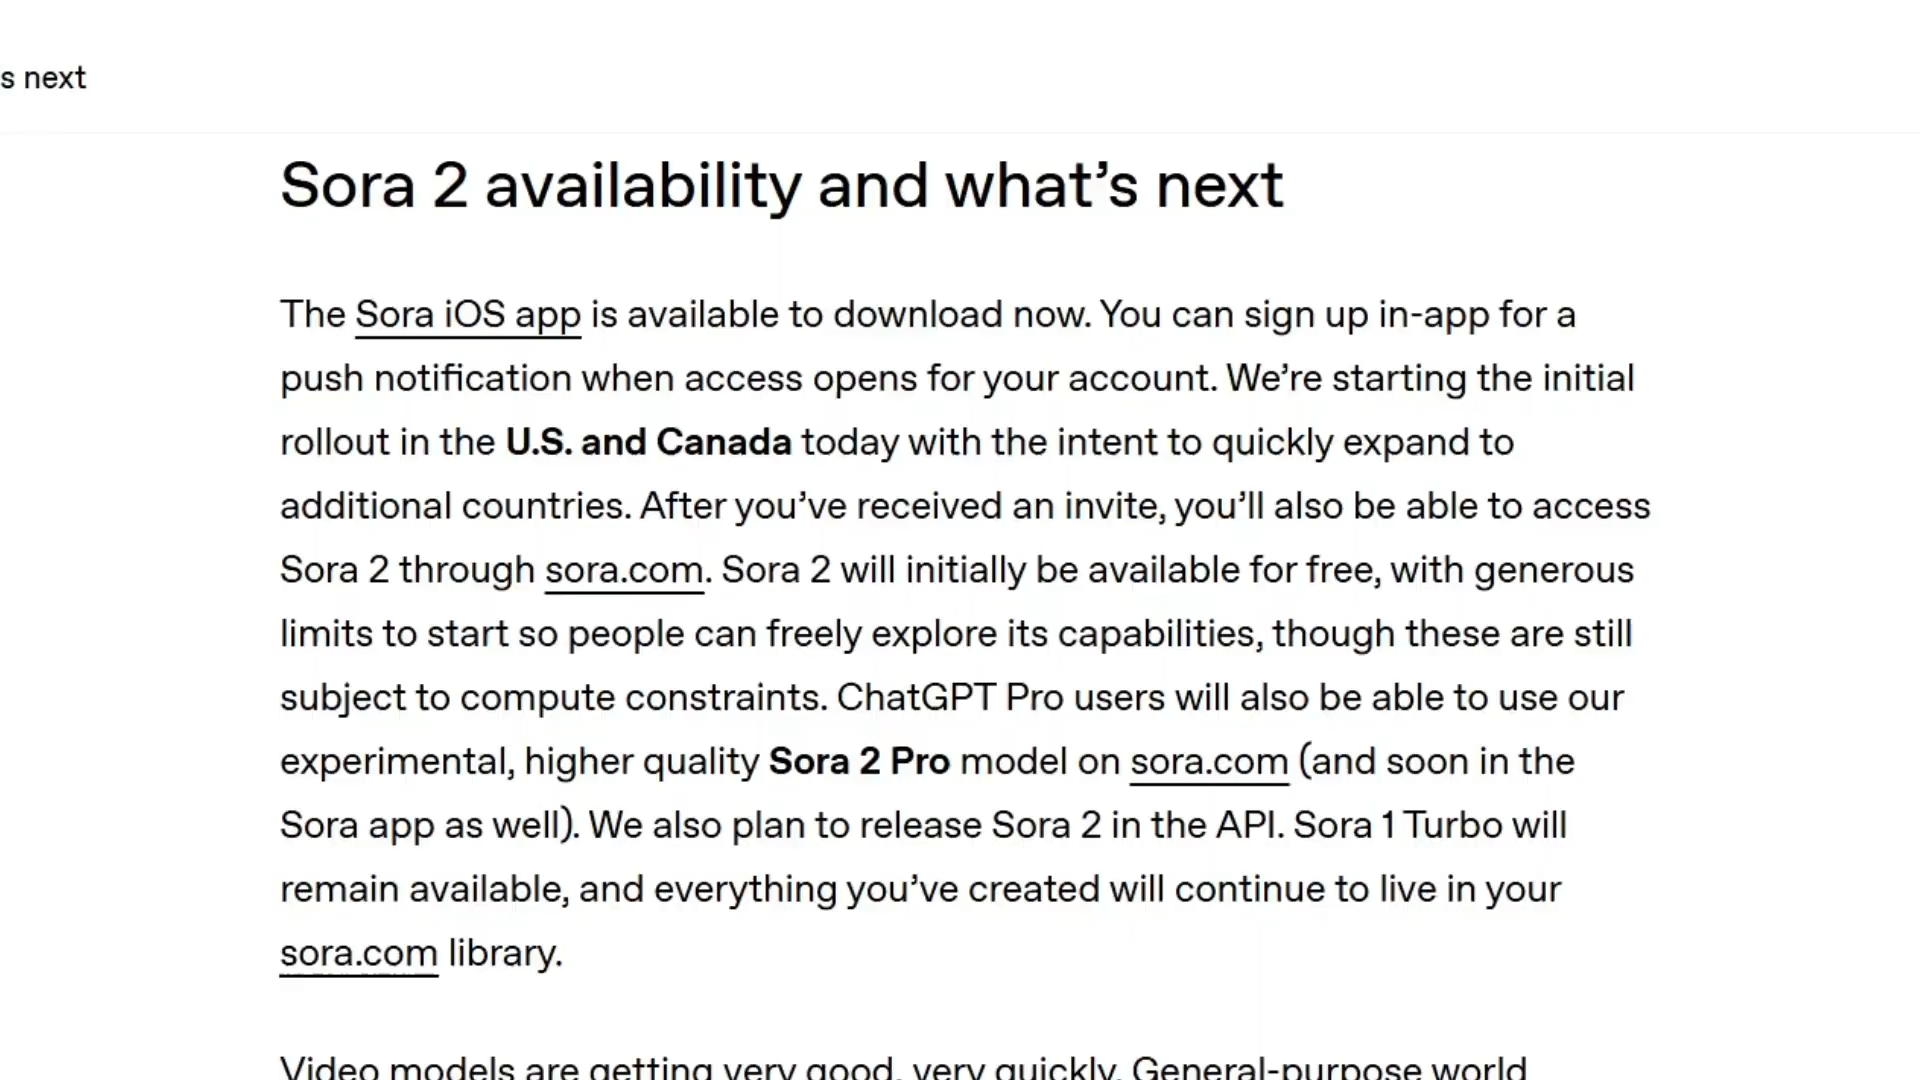 s next
Sora 2 availability and what’s next
The Sora iOS app is available to download now. You can sign up in-app for a
push notification when access opens for your account. We’re starting the initial
rollout in the U.S. and Canada today with the intent to quickly expand to
additional countries. After you’ve received an invite, you’ll also be able to access
Sora 2 through sora.com. Sora 2 will initially be available for free, with generous
limits to start so people can freely explore its capabilities, though these are still
subject to compute constraints. ChatGPT Pro users will also be able to use our
experimental, higher quality Sora 2 Pro model on sora.com (and soon in the
Sora app as well). We also plan to release Sora 2 in the API. Sora 1 Turbo will
remain available, and everything you’ve created will continue to live in your
sora.com library.
Video models are getting very good, very quickly. General-purpose world